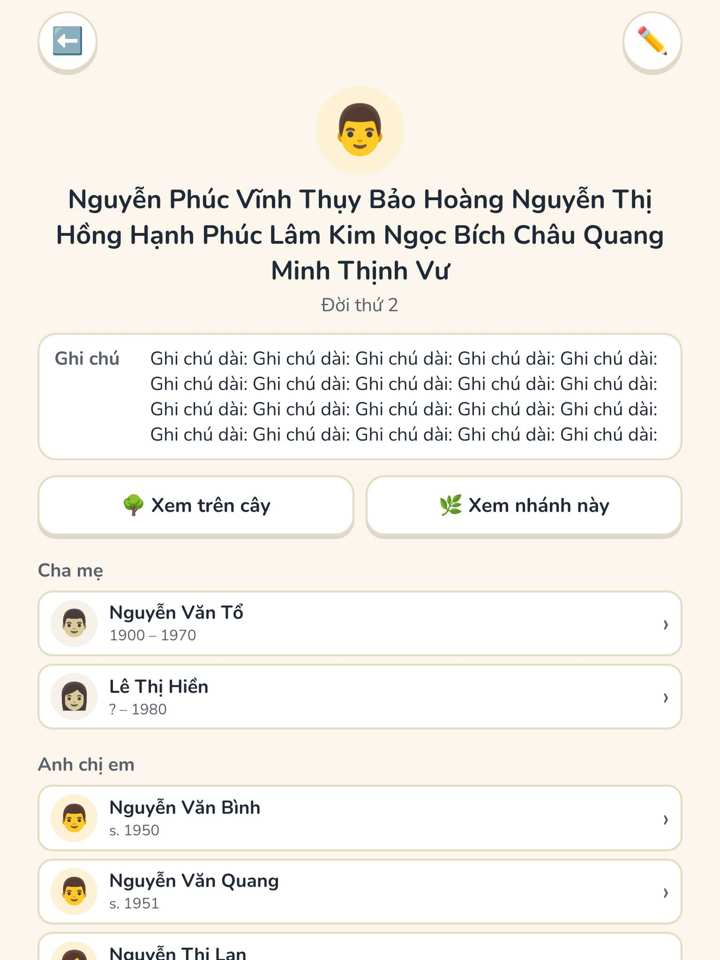 Nguyễn Phúc Vĩnh Thụy Bảo Hoàng Nguyễn Thị
Hồng Hạnh Phúc Lâm Kim Ngọc Bích Châu Quang
Minh Thịnh Vư
Đời thứ 2
Ghi chú
Ghi chú dài: Ghi chú dài: Ghi chú dài: Ghi chú dài: Ghi chú dài:
Ghi chú dài: Ghi chú dài: Ghi chú dài: Ghi chú dài: Ghi chú dài:
Ghi chú dài: Ghi chú dài: Ghi chú dài: Ghi chú dài: Ghi chú dài:
Ghi chú dài: Ghi chú dài: Ghi chú dài: Ghi chú dài: Ghi chú dài:
Xem trên cây
Xem nhánh này
Cha mẹ
Nguyễn Văn Tổ
1900 – 1970
Lê Thị Hiền
? – 1980
Anh chị em
Nguyễn Văn Bình
s. 1950
Nguyễn Văn Quang
s. 1951
Nguyễn Thị Lan